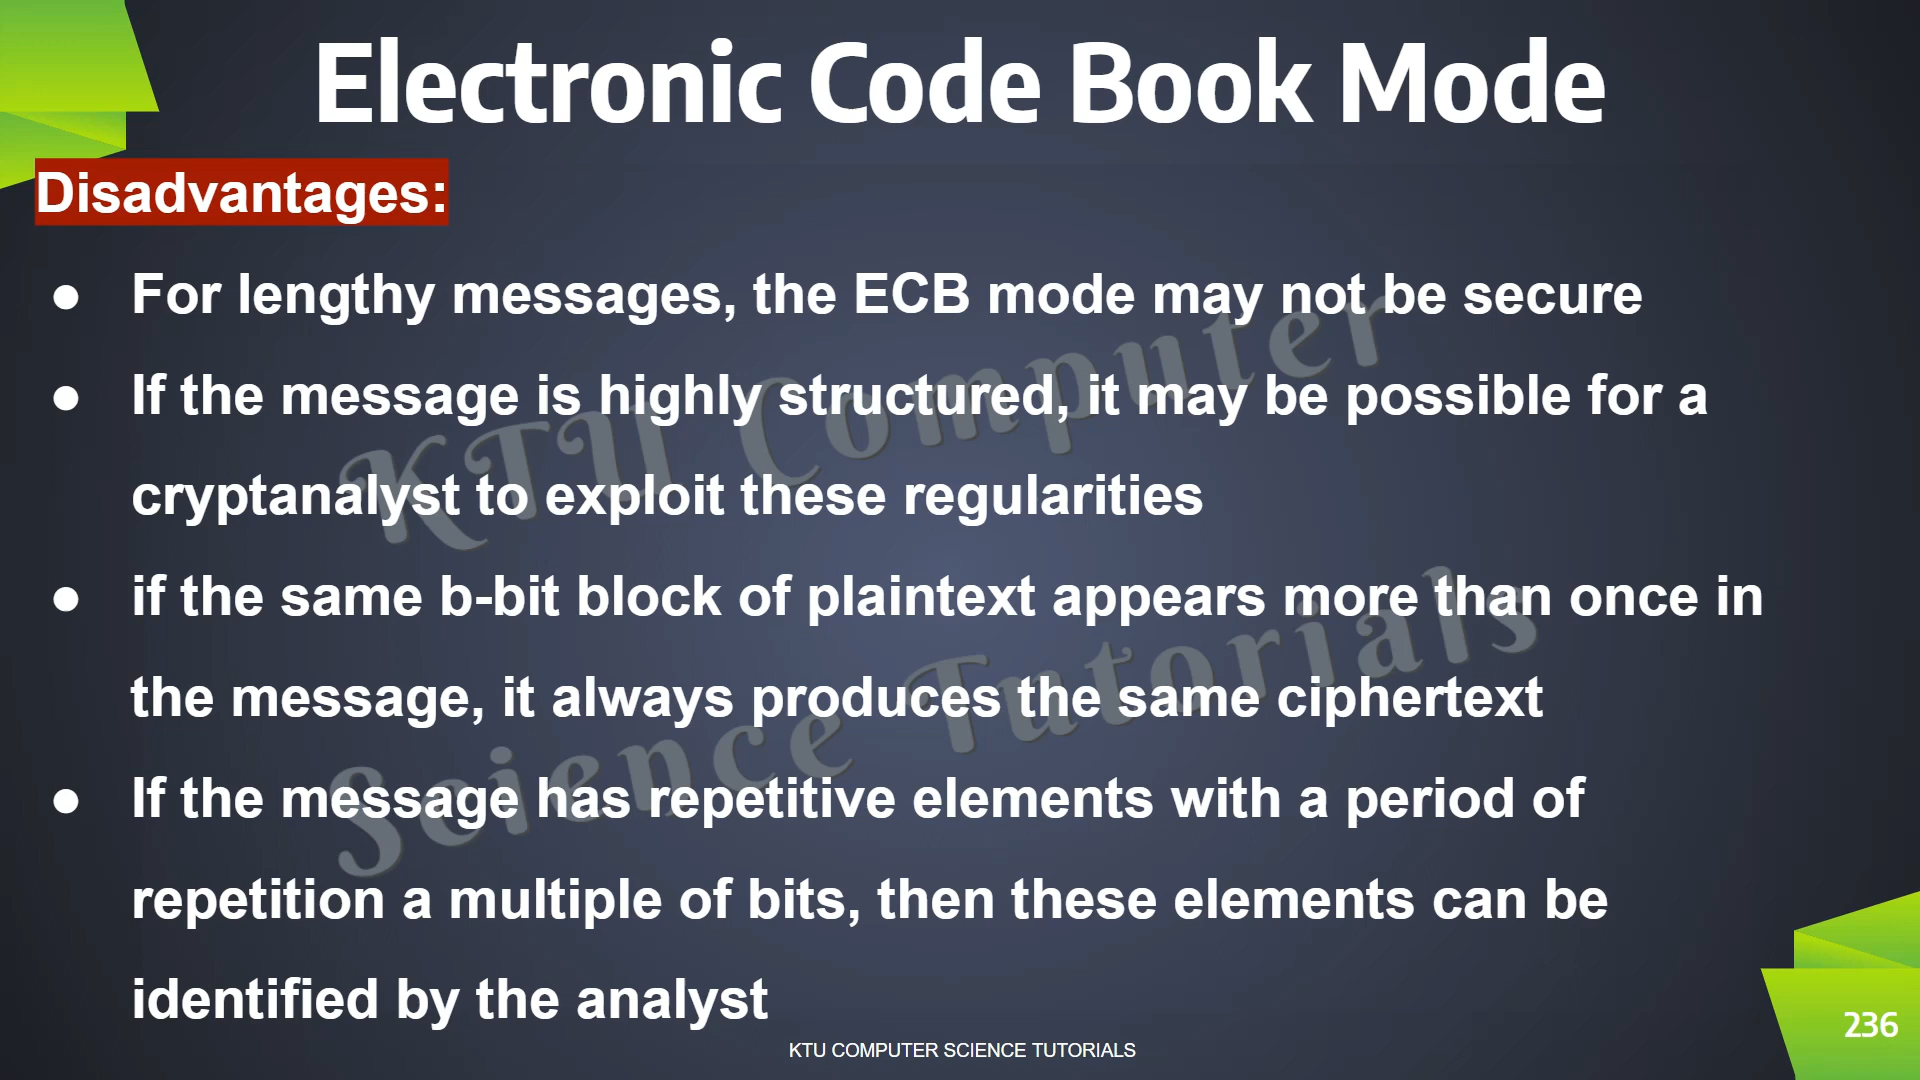 Electronic Code Book Mode
Disadvantages:
● For lengthy messages, the ECB mode may not be secure
● If the message is highly structured, it may be possible for a
cryptanalyst to exploit these regularities
● if the same b-bit block of plaintext appears more than once in
the message, it always produces the same ciphertext
● If the message has repetitive elements with a period of
repetition a multiple of bits, then these elements can be
identified by the analyst
KTU Computer
Science Tutorials
KTU COMPUTER SCIENCE TUTORIALS
236